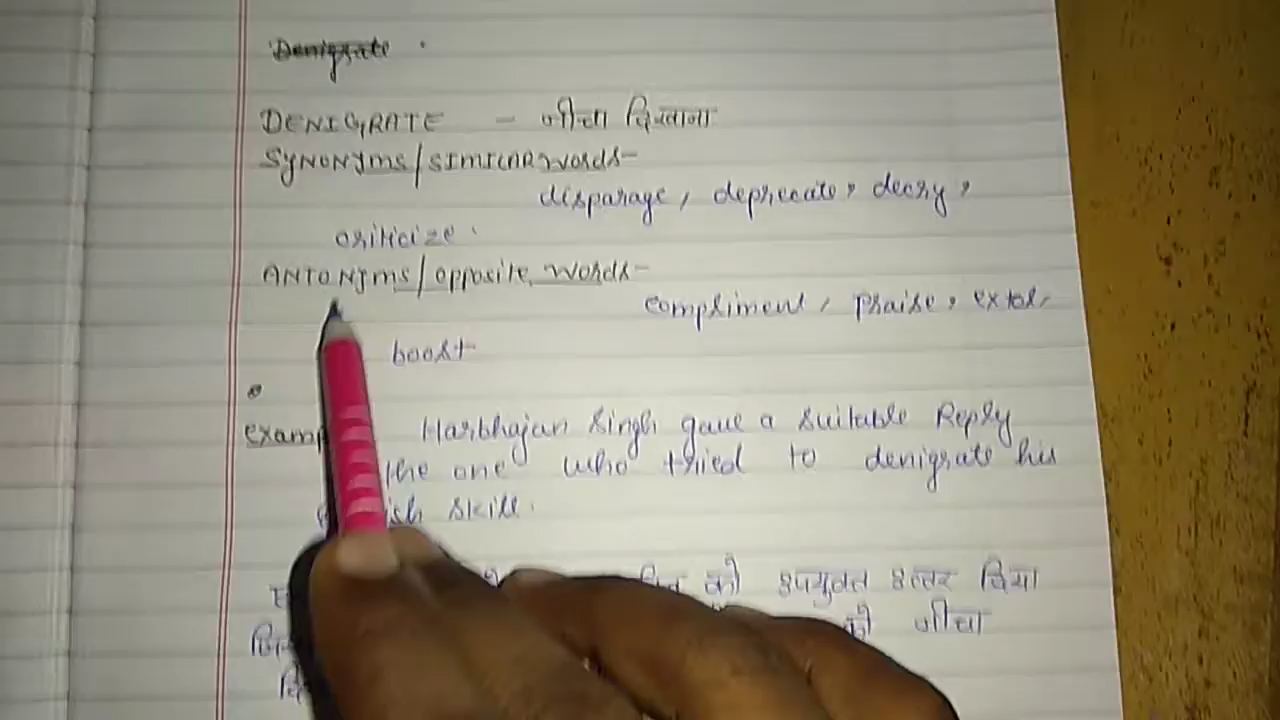 Denigrate
DENIGRATE - नीचा दिखाना
SYNONYMS/SIMILAR WORDS-
disparage, deprecate, decry,
criticize.
ANTONYMS/opposite words-
compliment, praise, extol,
boost
Harbhajan Singh gave a suitable Reply
the one who tried to denigrate his
skill.
को उपयुक्त उत्तर दिया
को नीचा